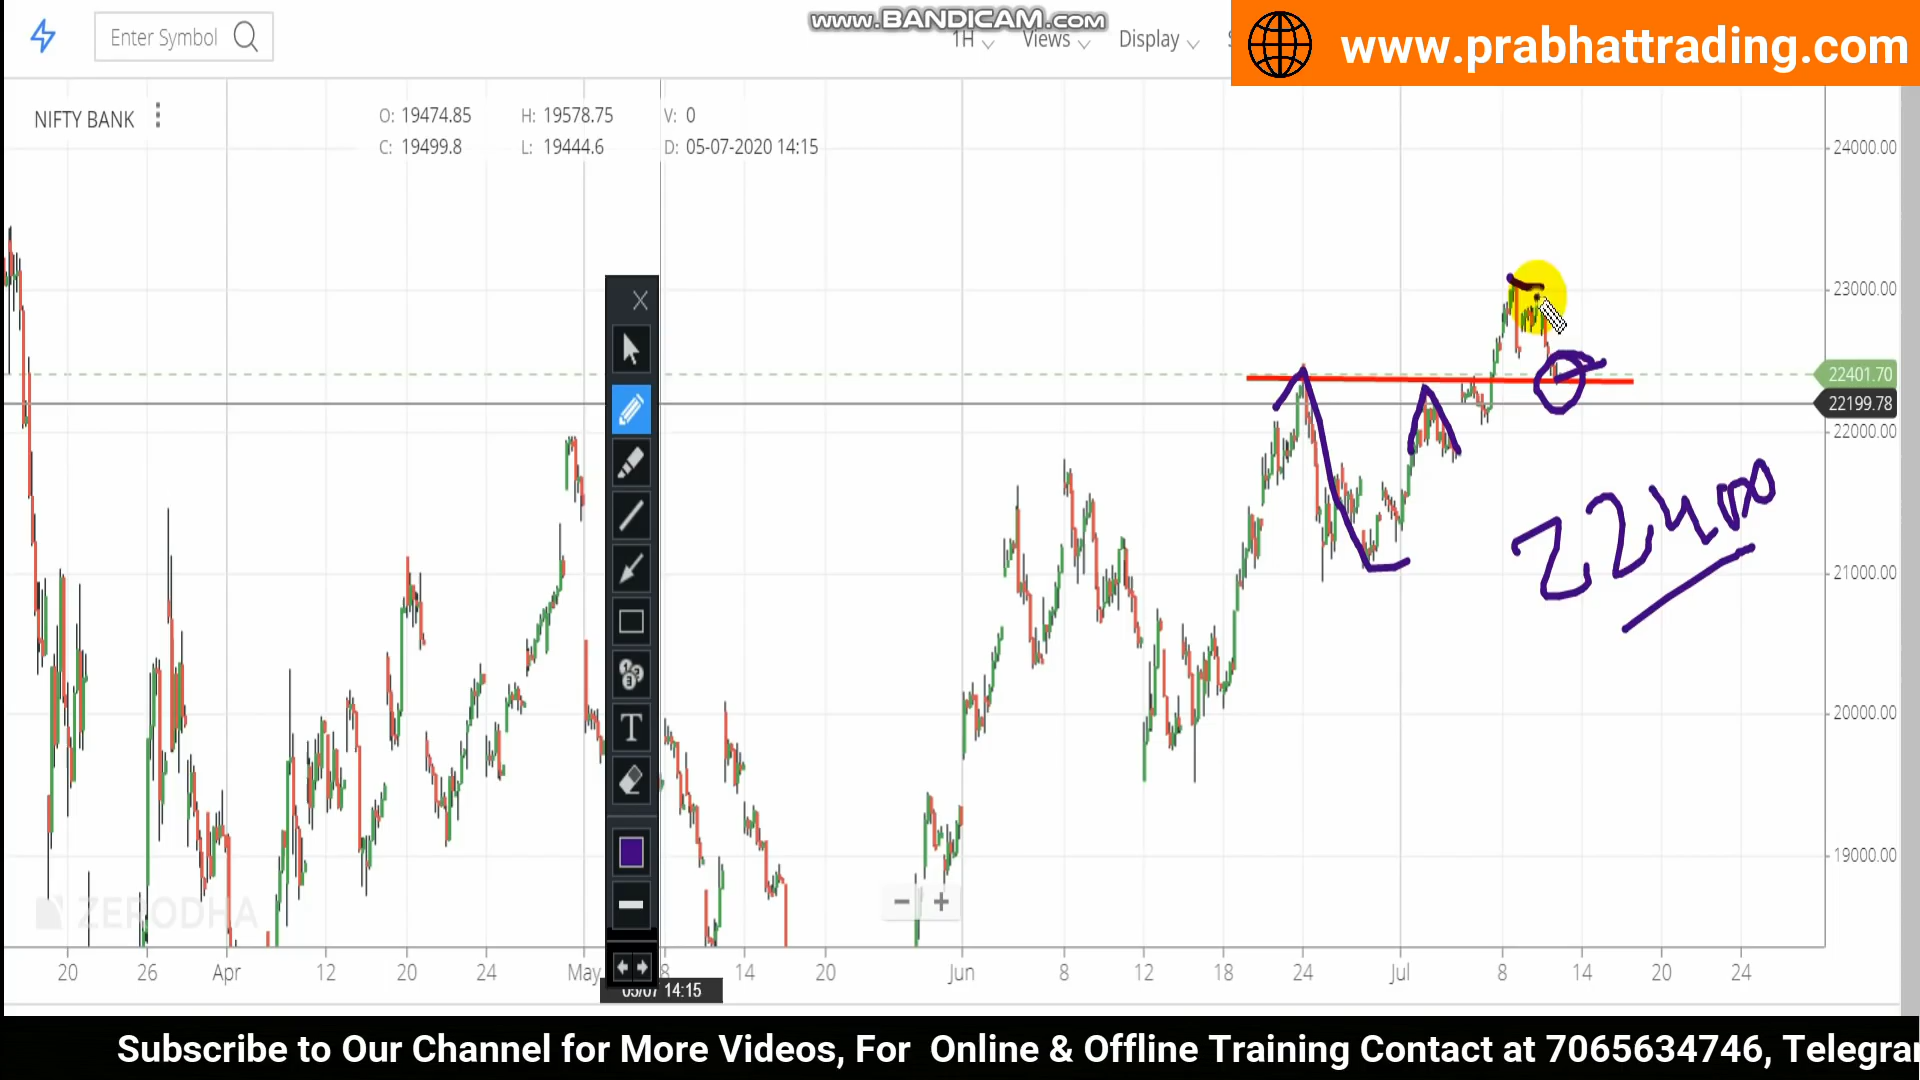 www.BANDICAM.com
www.prabhattrading.com
Enter Symbol
1H
Views
Display
NIFTY BANK
O: 19474.85 H: 19578.75 V: 0
C: 19499.8 L: 19444.6 D: 05-07-2020 14:15
24000.00
23000.00
22401.70
22199.78
22000.00
22400
21000.00
20000.00
19000.00
T
ZERODHA
20 26 Apr 12 20 24 May 8 14 20 Jun 8 12 18 24 Jul 8 14 20 24
05/07 14:15
Subscribe to Our Channel for More Videos, For Online & Offline Training Contact at 7065634746, Telegra